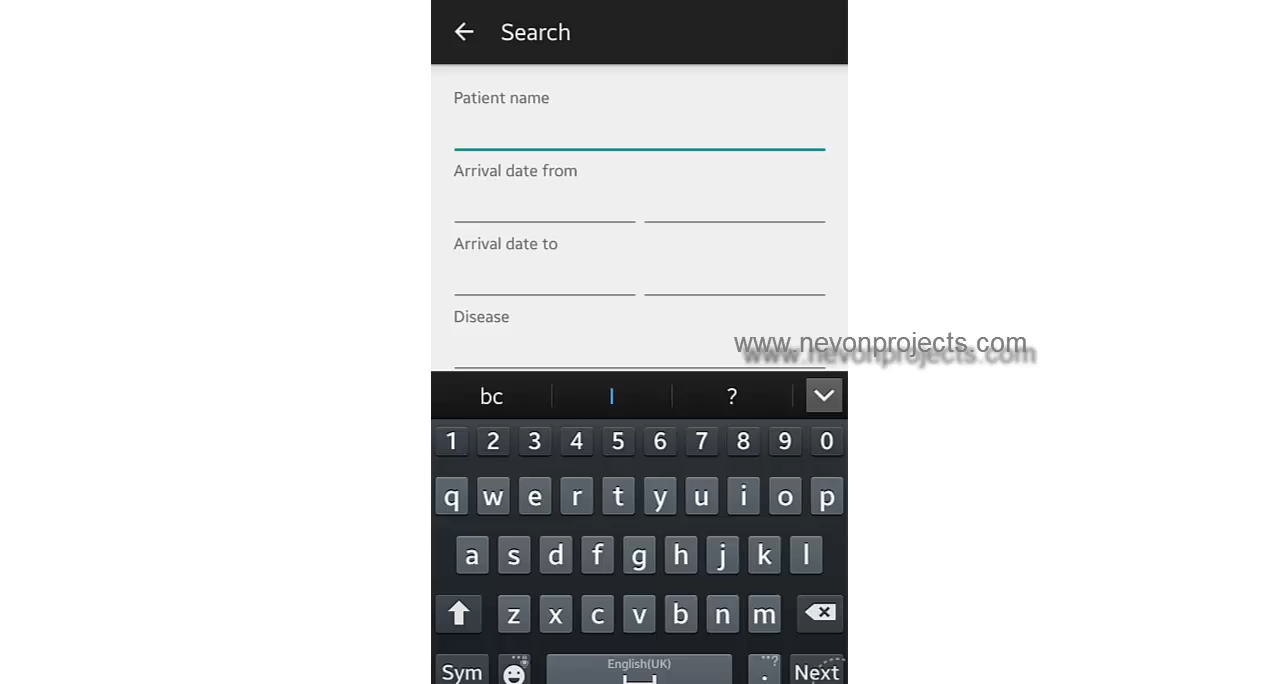 Search
Patient name
Arrival date from
Arrival date to
Disease
www.nevonprojects.com
bc I ?
1 2 3 4 5 6 7 8 9 0
q w e r t y u i o p
a s d f g h j k l
z x c v b n m
English(UK)
Sym . Next